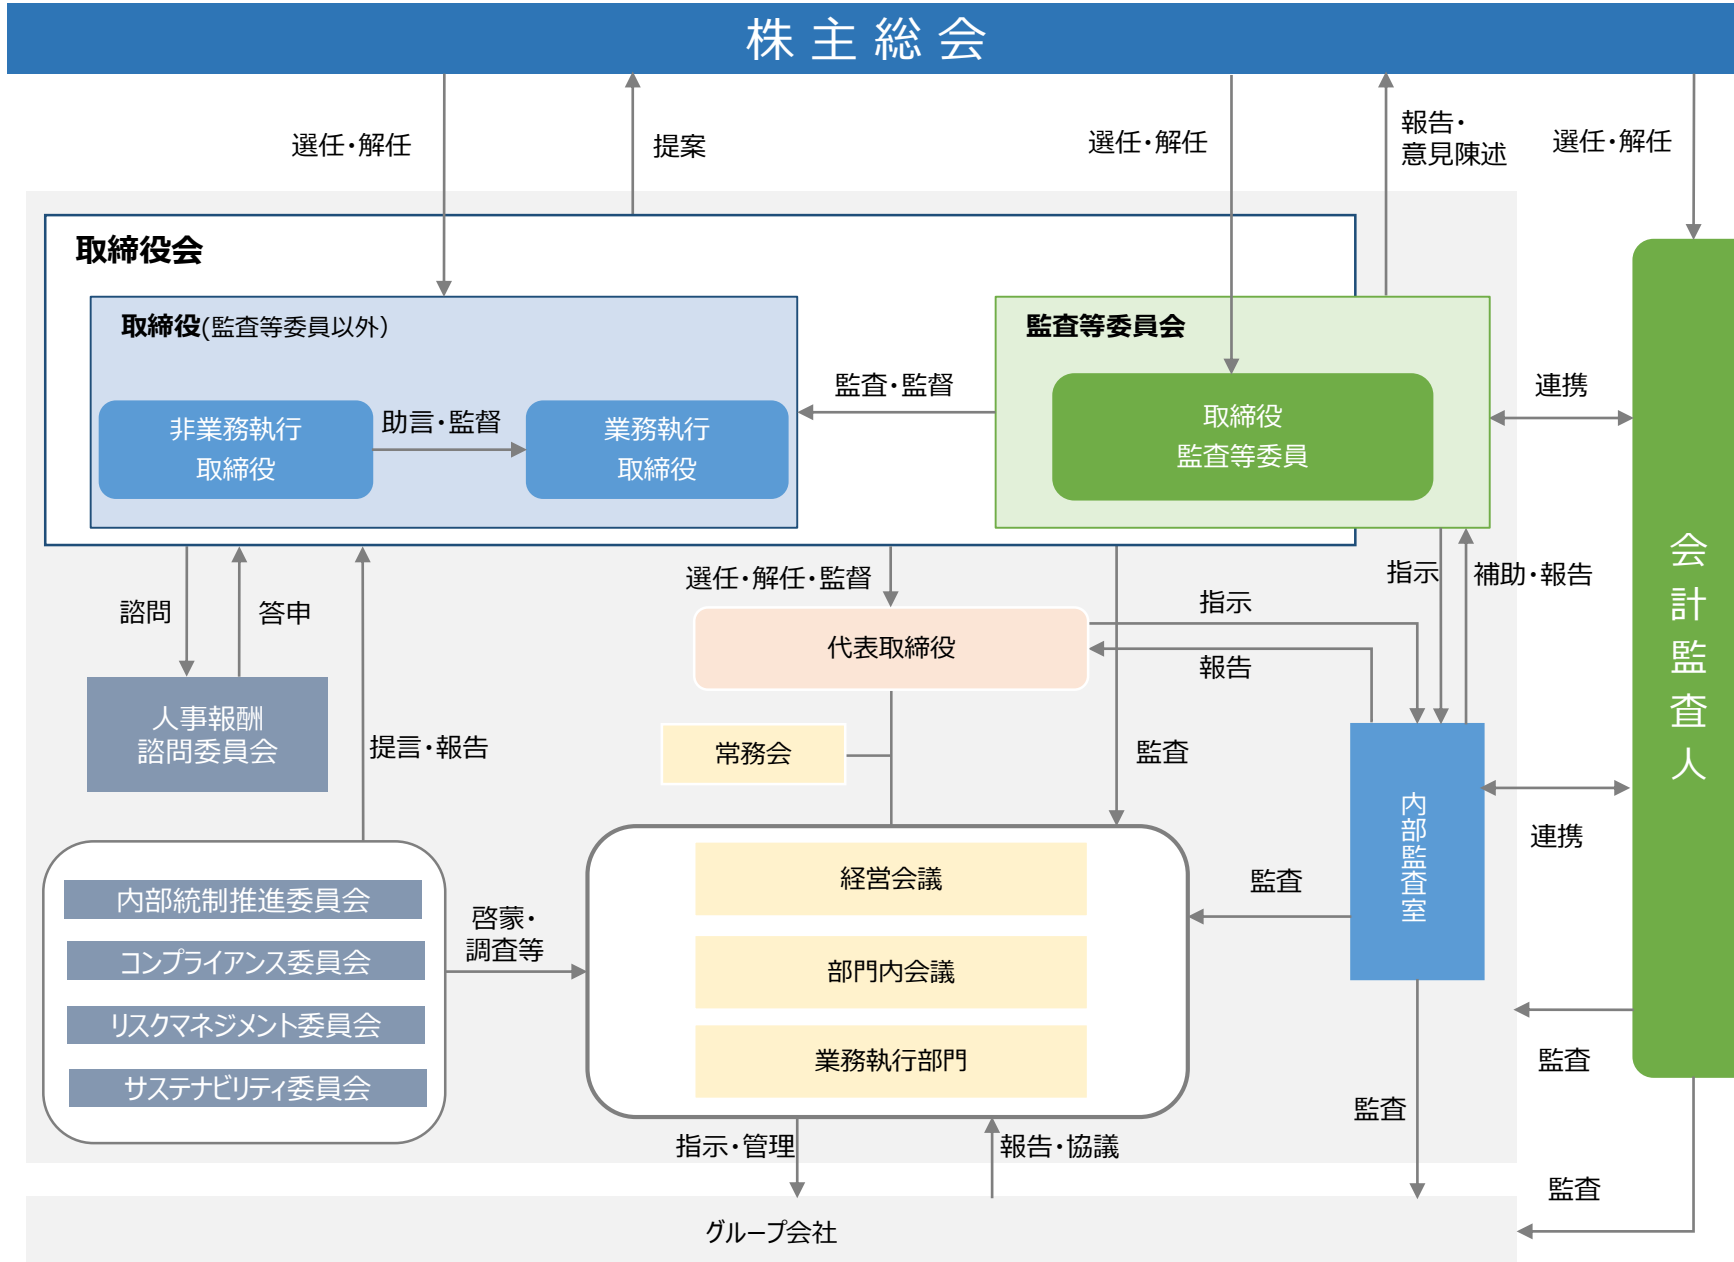 株主総会
選任・解任
提案
選任・解任
報告・
意見陳述
選任・解任
取締役会
取締役(監査等委員以外)
監査等委員会
非業務執行
取締役
助言・監督
業務執行
取締役
監査・監督
取締役
監査等委員
連携
会計監査人
諮問
答申
選任・解任・監督
指示
補助・報告
代表取締役
指示
報告
人事報酬
諮問委員会
提言・報告
常務会
監査
内部監査室
連携
内部統制推進委員会
コンプライアンス委員会
リスクマネジメント委員会
サステナビリティ委員会
啓蒙・
調査等
経営会議
部門内会議
業務執行部門
監査
監査
監査
指示・管理
報告・協議
監査
グループ会社